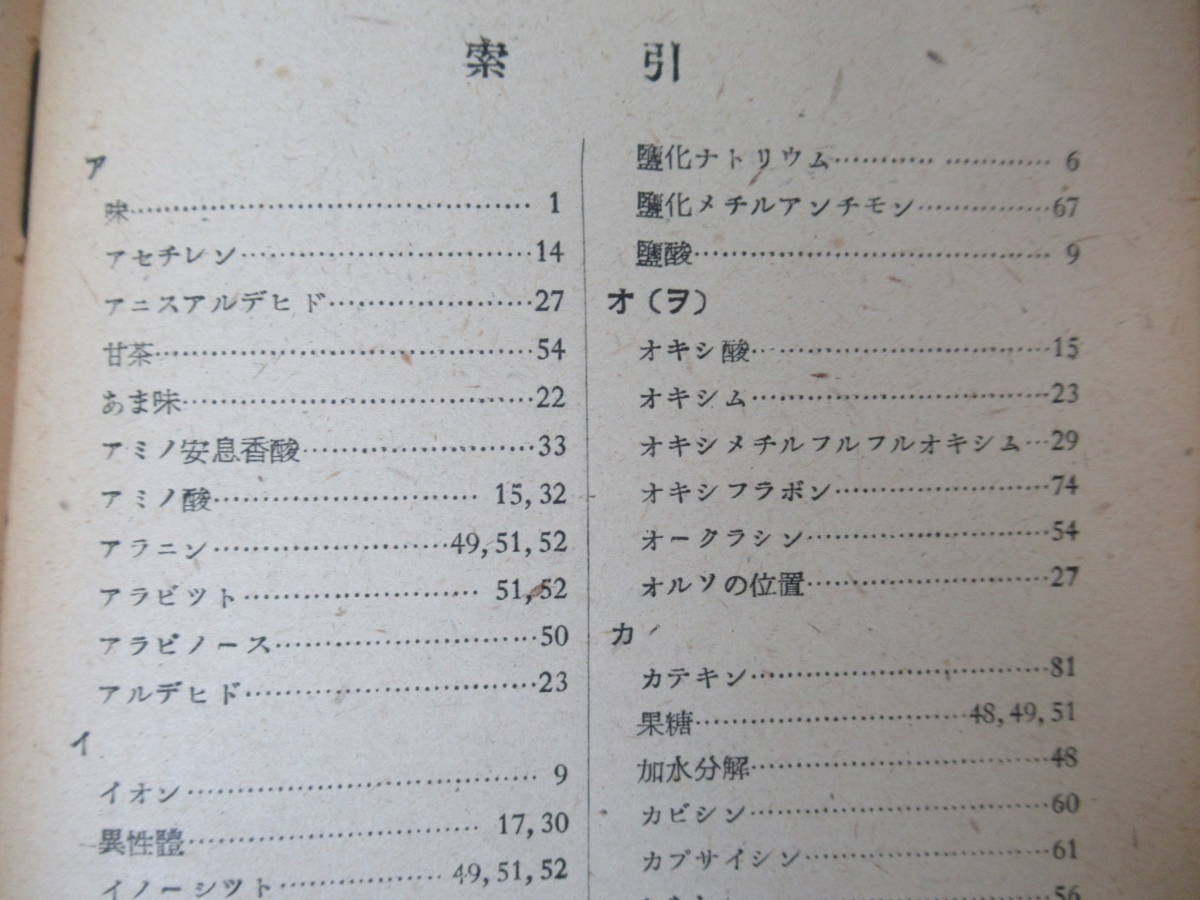 索引
ア
味…………1
アセチレン…………14
アニスアルデヒド…………27
甘茶…………54
あま味…………22
アミノ安息香酸…………33
アミノ酸…………15, 32
アラニン…………49, 51, 52
アラビツト…………51, 52
アラビノース…………50
アルデヒド…………23
イ
イオン…………9
異性體…………17, 30
イノーシツト…………49, 51, 52
鹽化ナトリウム…………6
鹽化メチルアンチモン…………67
鹽酸…………9
オ(ヲ)
オキシ酸…………15
オキシム…………23
オキシメチルフルフルオキシム…29
オキシフラボン…………74
オークラシン…………54
オルソの位置…………27
カ
カテキン…………81
果糖…………48, 49, 51
加水分解…………48
カビシン…………60
カプサイシン…………61
56